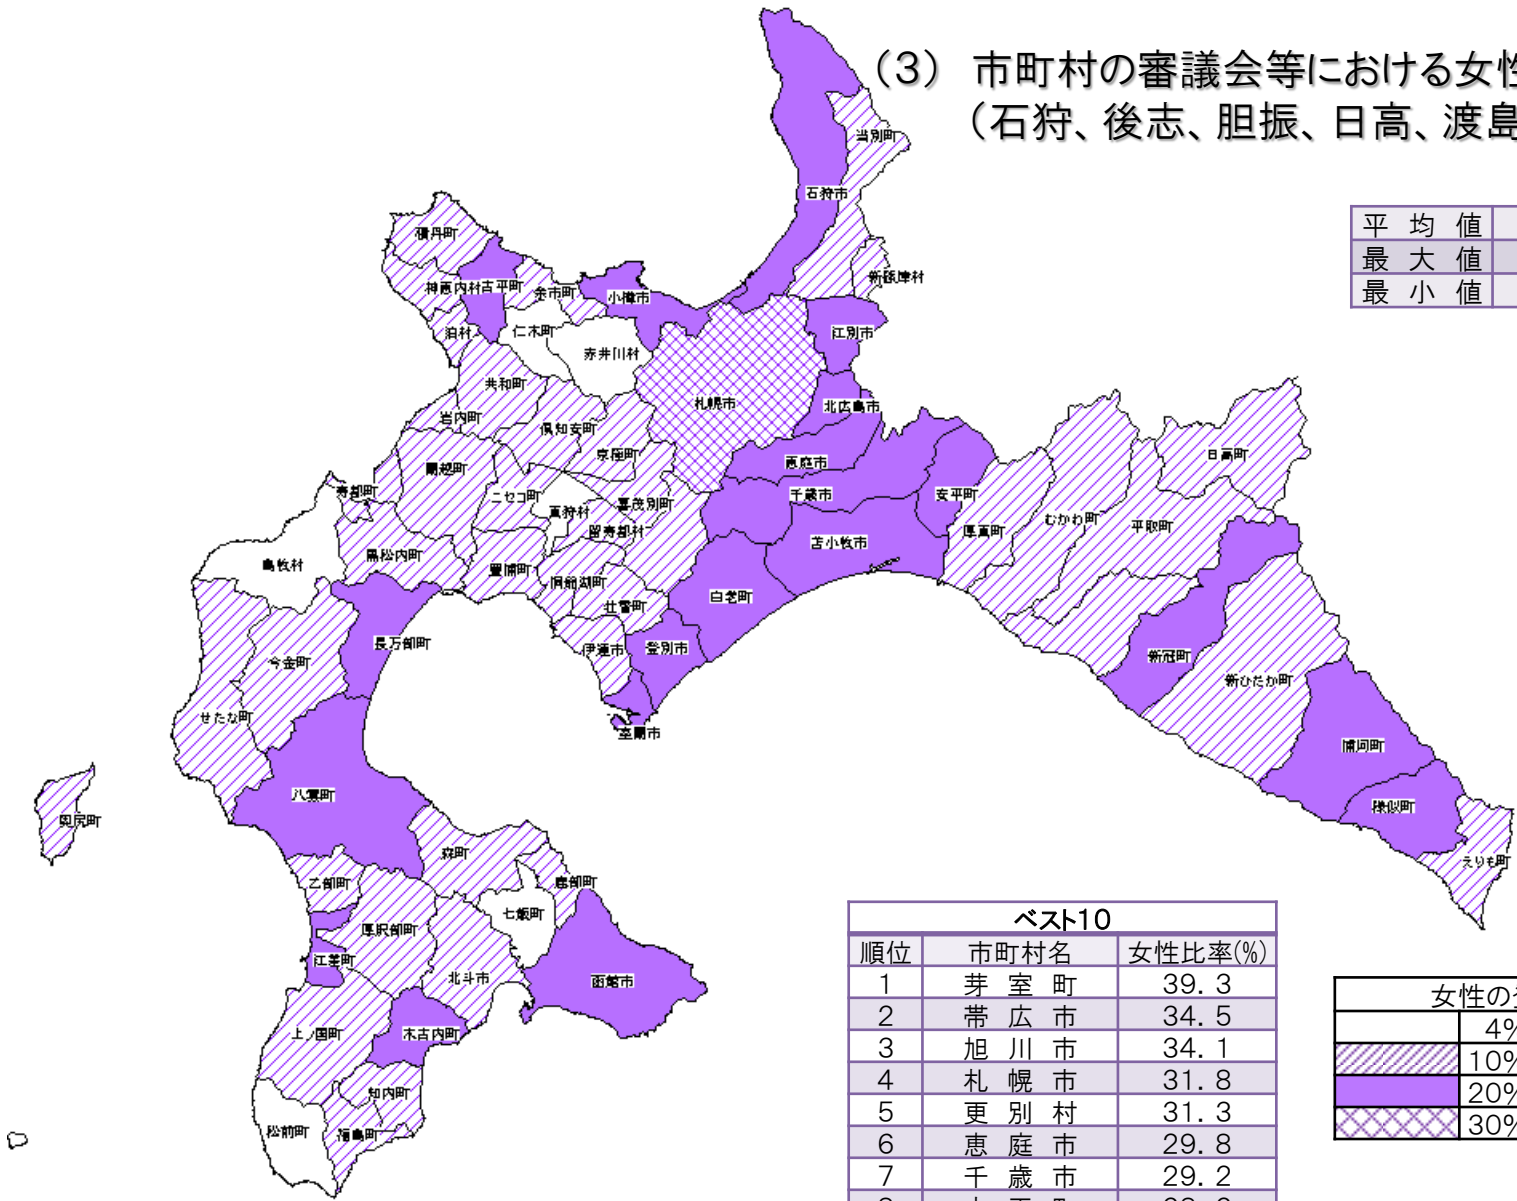 （3） 市町村の審議会等における女性
（石狩、後志、胆振、日高、渡島
当別町
石狩市
新篠津村
積丹町
神恵内村
古平町
余市町
小樽市
泊村
仁木町
赤井川村
江別市
共和町
札幌市
北広島市
岩内町
倶知安町
京極町
恵庭市
日高町
蘭越町
ニセコ町
喜茂別町
千歳市
安平町
寿都町
真狩村
留寿都村
厚真町
むかわ町
平取町
苫小牧市
島牧村
黒松内町
豊浦町
洞爺湖町
壮瞥町
白老町
長万部町
伊達市
登別市
新冠町
今金町
新ひだか町
せたな町
室蘭市
浦河町
八雲町
様似町
奥尻町
森町
えりも町
乙部町
鹿部町
七飯町
厚沢部町
江差町
北斗市
函館市
上ノ国町
木古内町
知内町
松前町
福島町
平均値
最大値
最小値
ベスト10
順位 市町村名 女性比率(%)
1 芽室町 39.3
2 帯広市 34.5
3 旭川市 34.1
4 札幌市 31.8
5 更別村 31.3
6 恵庭市 29.8
7 千歳市 29.2
女性の
4%
10%
20%
30%